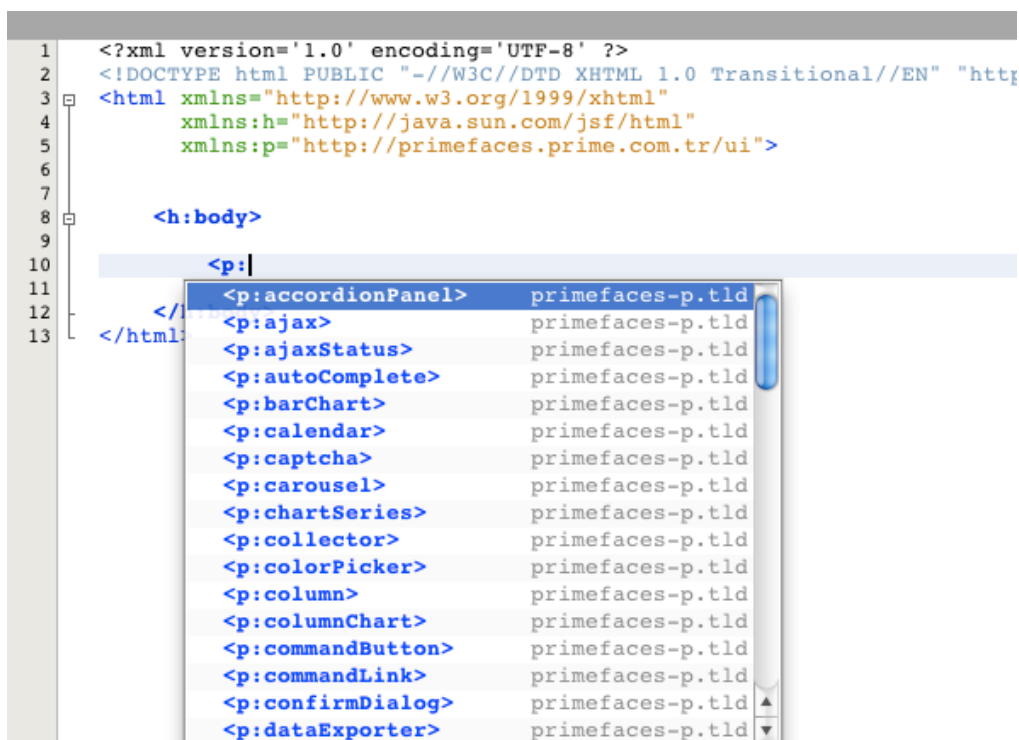 1 <?xml version='1.0' encoding='UTF-8' ?>
2 <!DOCTYPE html PUBLIC "-//W3C//DTD XHTML 1.0 Transitional//EN" "http
3 <html xmlns="http://www.w3.org/1999/xhtml"
4 xmlns:h="http://java.sun.com/jsf/html"
5 xmlns:p="http://primefaces.prime.com.tr/ui">
6
7
8 <h:body>
9
10 <p:
11
12 </h:body>
13 </html>
<p:accordionPanel> primefaces-p.tld
<p:ajax> primefaces-p.tld
<p:ajaxStatus> primefaces-p.tld
<p:autoComplete> primefaces-p.tld
<p:barChart> primefaces-p.tld
<p:calendar> primefaces-p.tld
<p:captcha> primefaces-p.tld
<p:carousel> primefaces-p.tld
<p:chartSeries> primefaces-p.tld
<p:collector> primefaces-p.tld
<p:colorPicker> primefaces-p.tld
<p:column> primefaces-p.tld
<p:columnChart> primefaces-p.tld
<p:commandButton> primefaces-p.tld
<p:commandLink> primefaces-p.tld
<p:confirmDialog> primefaces-p.tld
<p:dataExporter> primefaces-p.tld